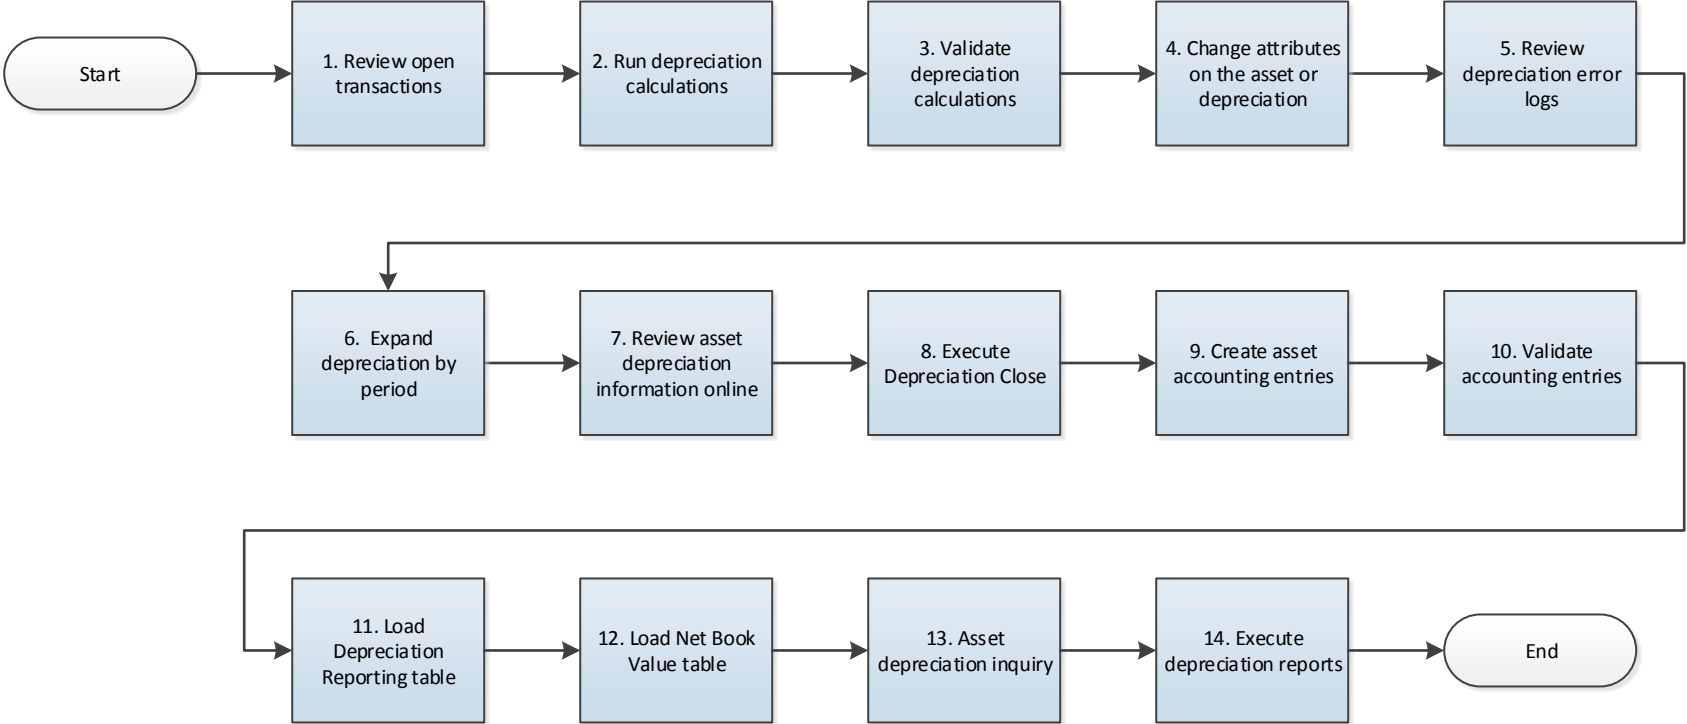 Start
1. Review open
transactions
2. Run depreciation
calculations
3. Validate
depreciation
calculations
4. Change attributes
on the asset or
depreciation
5. Review
depreciation error
logs
6.  Expand
depreciation by
period
7. Review asset
depreciation
information online
8. Execute
Depreciation Close
9. Create asset
accounting entries
10. Validate
accounting entries
11. Load
Depreciation
Reporting table
12. Load Net Book
Value table
13. Asset
depreciation inquiry
14. Execute
depreciation reports
End